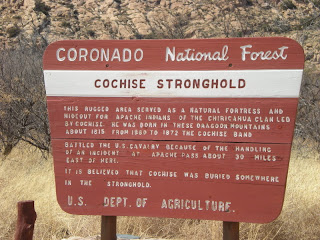 CORONADO National Forest
COCHISE STRONGHOLD
THIS RUGGED AREA SERVED AS A NATURAL FORTRESS AND
HIDEOUT FOR APACHE INDIANS OF THE CHIRICAHUA CLAN LED
BY COCHISE. HE WAS BORN IN THESE DRAGOON MOUNTAINS
ABOUT 1815. FROM 1860 TO 1872 THE COCHISE BAND
BATTLED THE U.S. CAVALRY BECAUSE OF THE HANDLING
OF AN INCIDENT AT APACHE PASS ABOUT 30 MILES
EAST OF HERE.
IT IS BELIEVED THAT COCHISE WAS BURIED SOMEWHERE
IN THE STRONGHOLD.
U.S. DEPT. OF AGRICULTURE